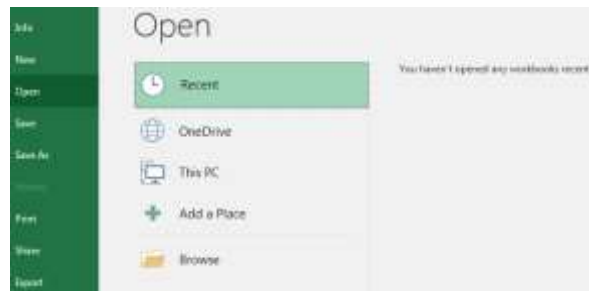 Info
New
Open
Save
Save As
Print
Share
Export
Open
Recent
OneDrive
This PC
Add a Place
Browse
You haven't opened any workbooks recent